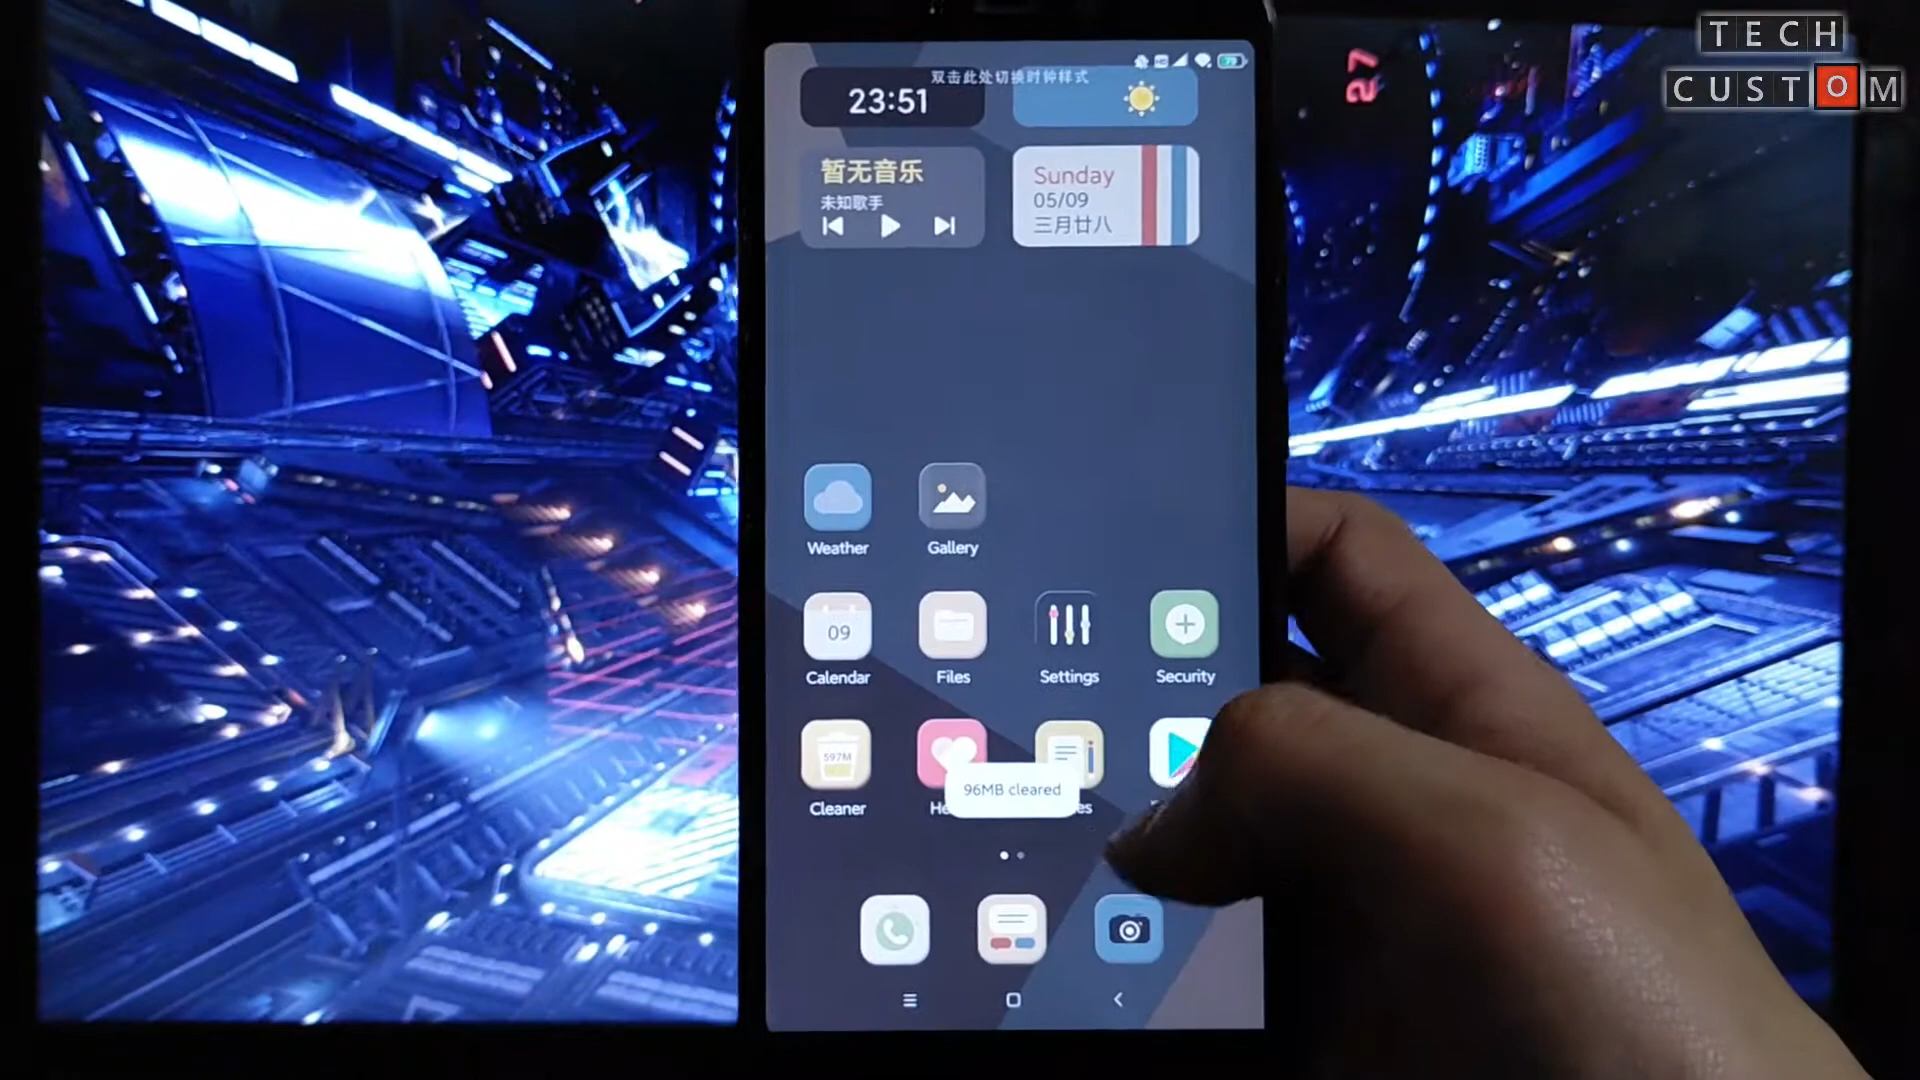 TECH
CUSTOM
27
79
双击此处切换时钟样式
23:51
暂无音乐
未知歌手
Sunday
05/09
三月廿八
Weather
Gallery
09
Calendar
Files
Settings
Security
597M
Cleaner
96MB cleared